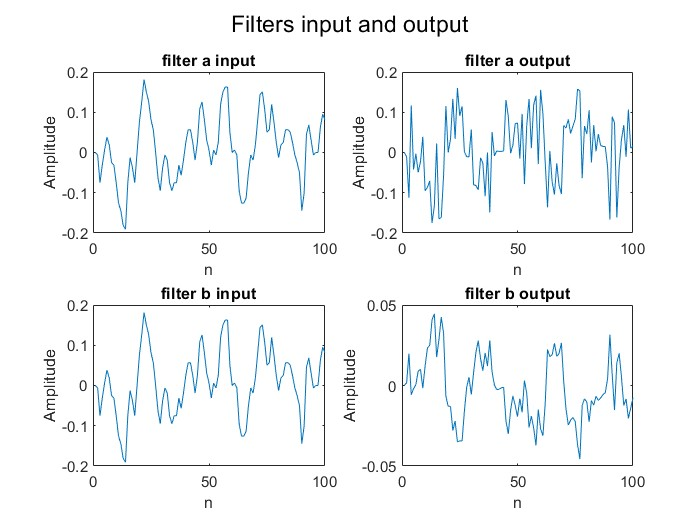 Filters input and output
filter a input
filter a output
0.2
0.1
0
-0.1
-0.2
Amplitude
0 50 100
n
0.2
0.1
0
-0.1
-0.2
Amplitude
0 50 100
n
filter b input
filter b output
0.2
0.1
0
-0.1
-0.2
Amplitude
0 50 100
n
0.05
0
-0.05
Amplitude
0 50 100
n